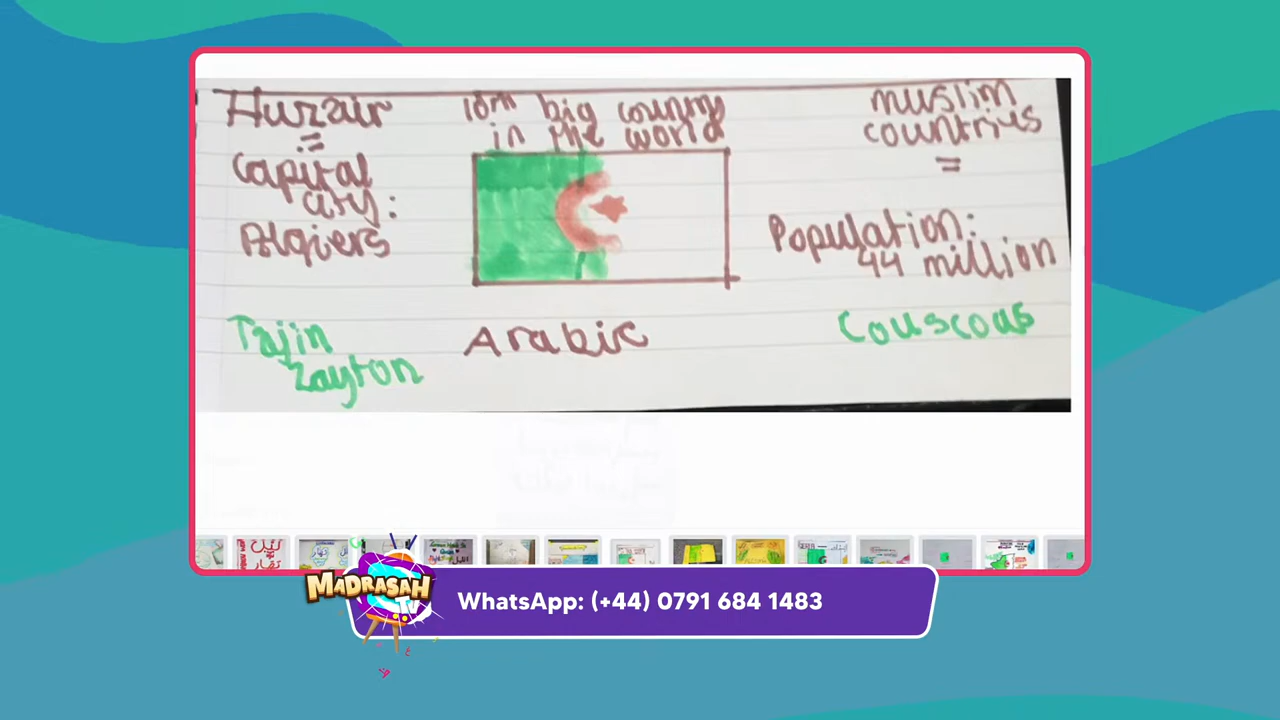 Huzair
10th big country
in the world
muslim
countries
=
Capital
city:
Algiers
Population:
44 million
Tajin
Zayton
Arabic
Couscous
MADRASAH
TV
WhatsApp: (+44) 0791 684 1483